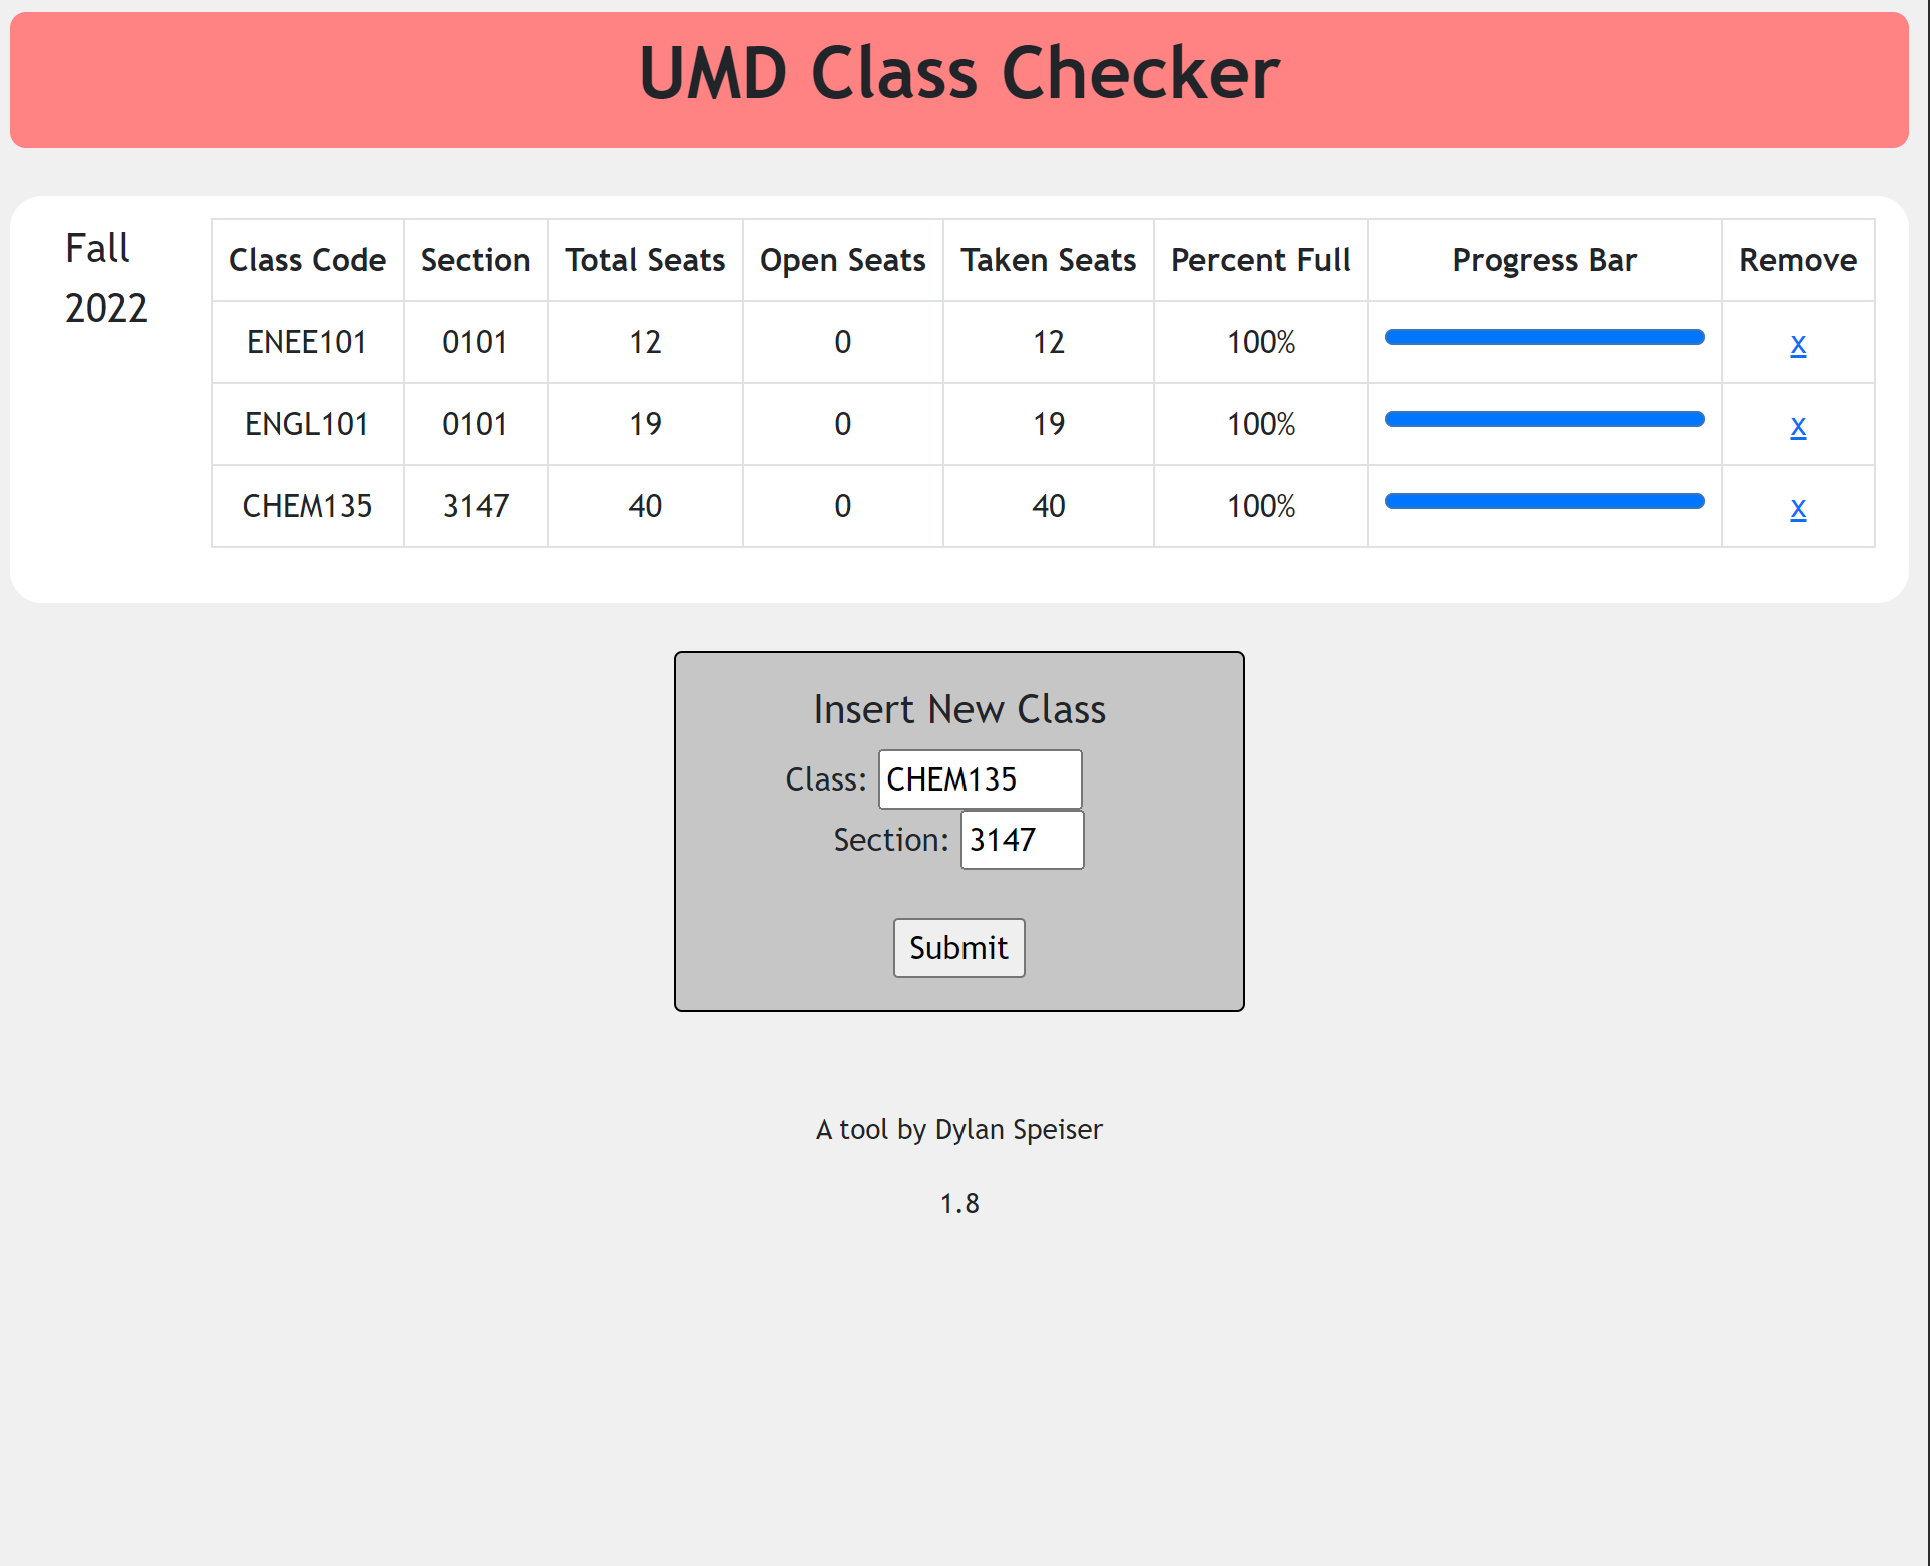 UMD Class Checker
Fall
2022
Class Code Section Total Seats Open Seats Taken Seats Percent Full Progress Bar Remove
ENEE101 0101 12 0 12 100% x
ENGL101 0101 19 0 19 100% x
CHEM135 3147 40 0 40 100% x
Insert New Class
Class: CHEM135
Section: 3147
Submit
A tool by Dylan Speiser
1.8